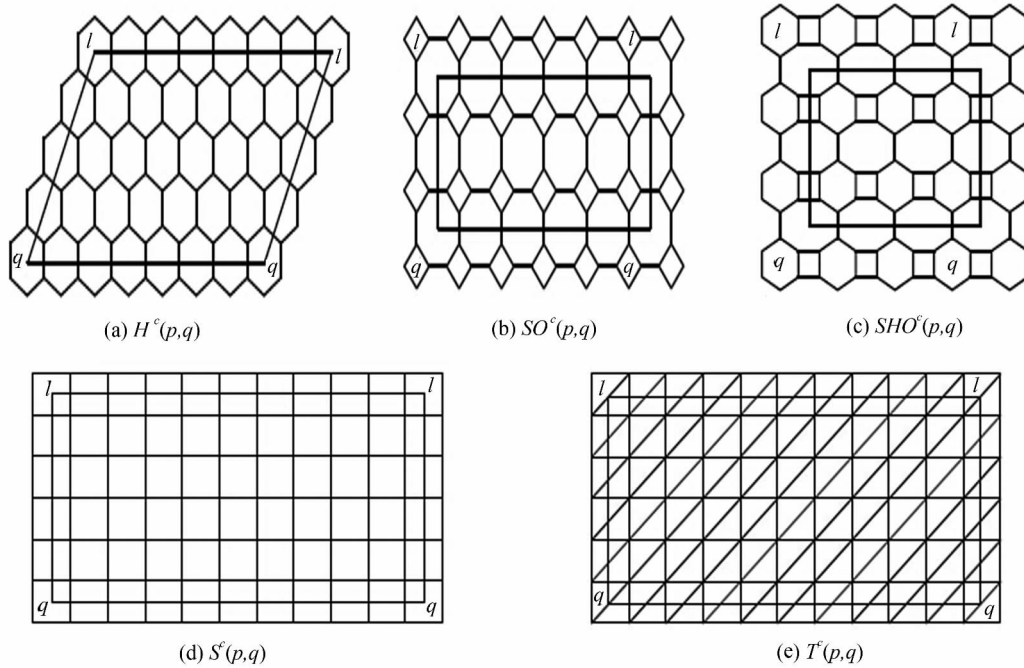 l l
q q
(a) H^c(p,q)
l l
q q
(b) SO^c(p,q)
l l
q q
(c) SHO^c(p,q)
l l
q q
(d) S^c(p,q)
l l
q q
(e) T^c(p,q)